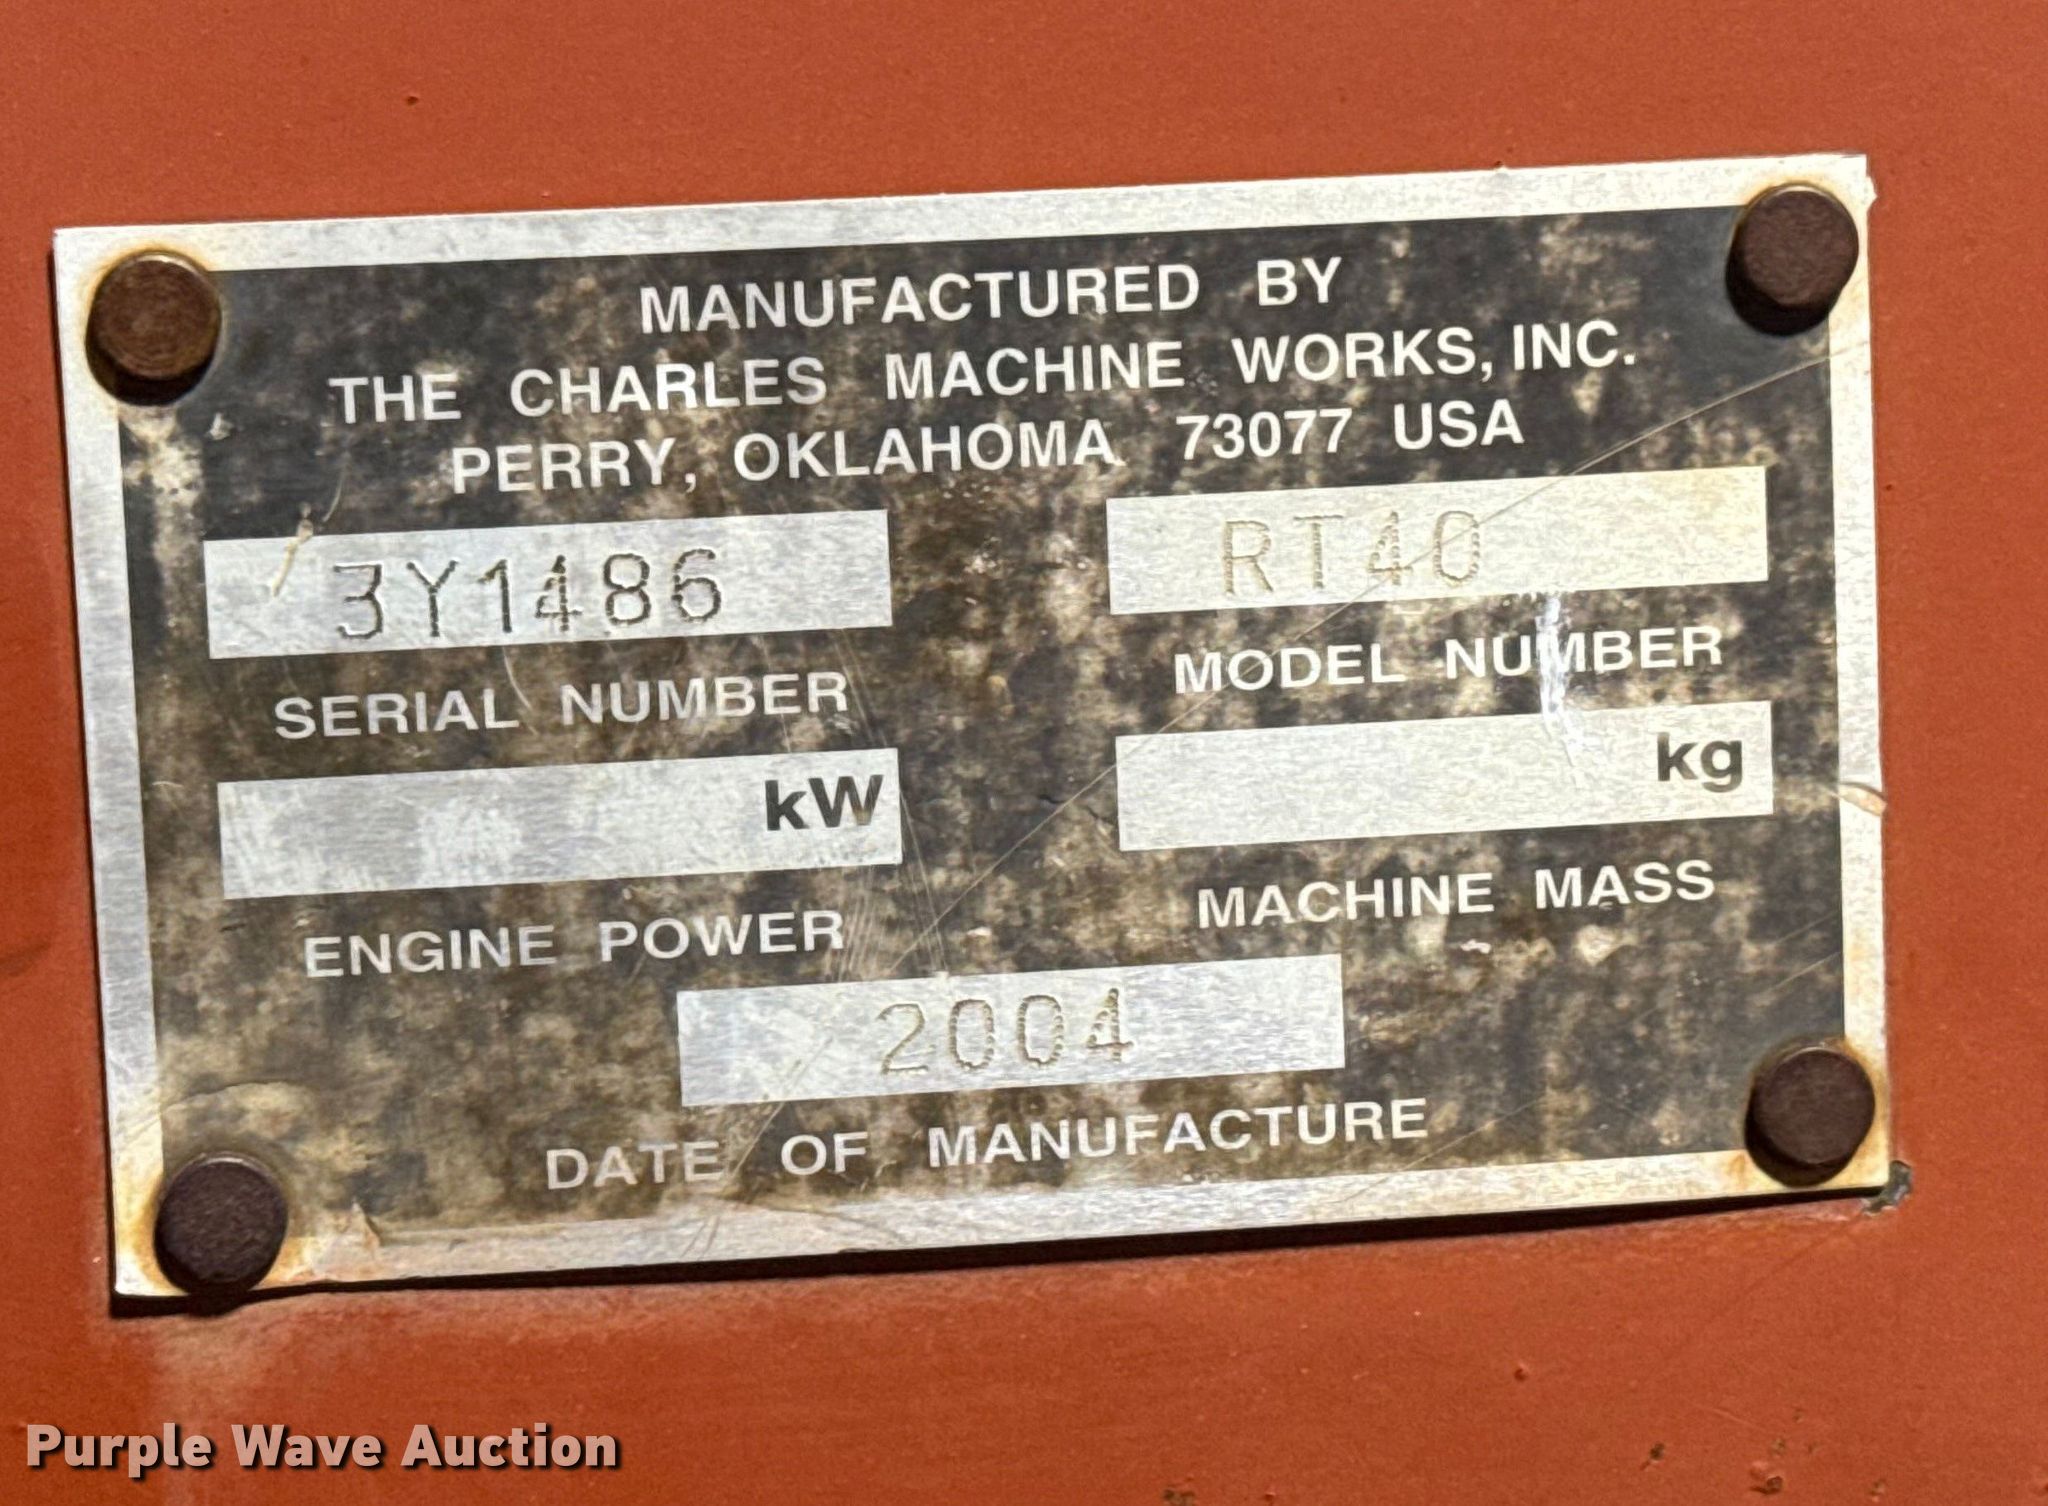 MANUFACTURED BY
THE CHARLES MACHINE WORKS, INC.
PERRY, OKLAHOMA 73077 USA
3Y1486
RT40
SERIAL NUMBER
MODEL NUMBER
kW
kg
ENGINE POWER
MACHINE MASS
2004
DATE OF MANUFACTURE
Purple Wave Auction